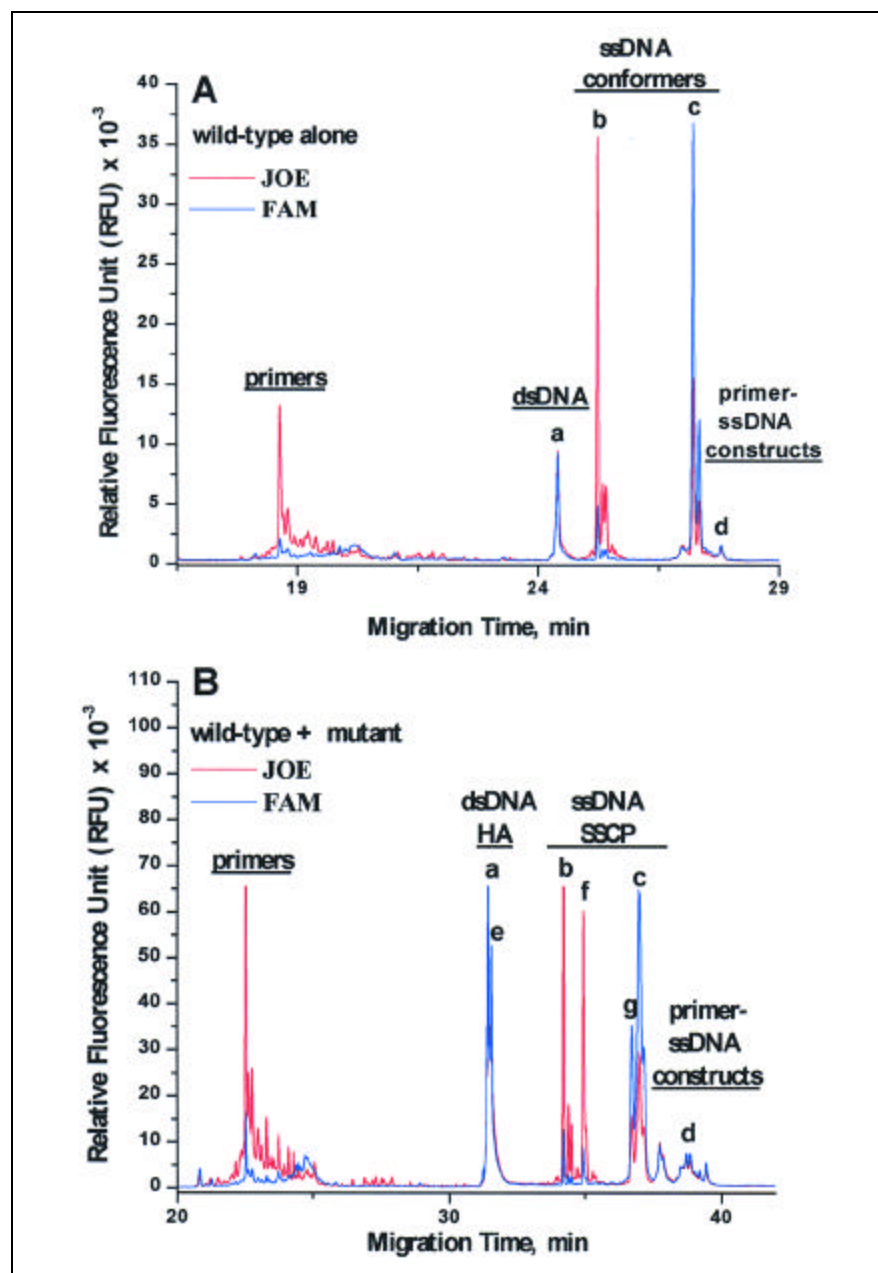 A
wild-type alone
JOE
FAM
ssDNA
conformers
b
c
primers
dsDNA
a
primer-
ssDNA
constructs
d
Relative Fluorescence Unit (RFU) x 10⁻³
40
35
30
25
20
15
10
5
0
19
24
29
Migration Time, min
B
wild-type + mutant
JOE
FAM
dsDNA
HA
ssDNA
SSCP
primers
a
e
b
f
c
g
primer-
ssDNA
constructs
d
Relative Fluorescence Unit (RFU) x 10⁻³
110
100
90
80
70
60
50
40
30
20
10
0
20
30
40
Migration Time, min